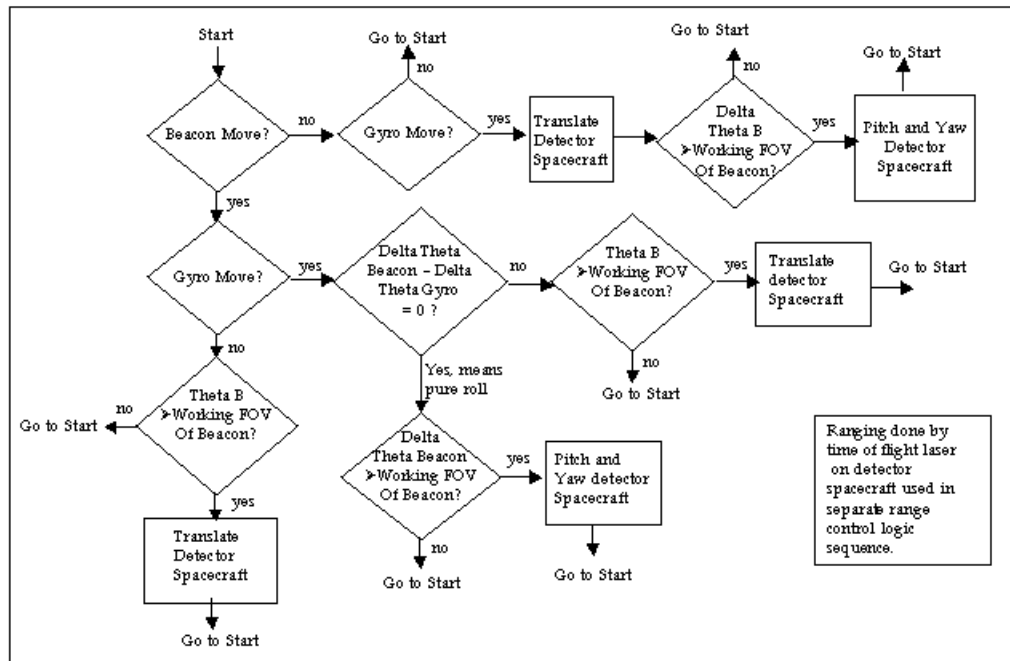 Start
Go to Start
Go to Start
Go to Start
no
no
Beacon Move?
no
Gyro Move?
yes
Translate
Detector
Spacecraft
Delta
Theta B
➢Working FOV
Of Beacon?
yes
Pitch and Yaw
Detector
Spacecraft
yes
Gyro Move?
yes
Delta Theta
Beacon – Delta
Theta Gyro
= 0 ?
no
Theta B
➢Working FOV
Of Beacon?
yes
Translate
detector
Spacecraft
Go to Start
no
Yes, means
pure roll
no
Go to Start
Go to Start
no
Theta B
➢Working FOV
Of Beacon?
yes
Translate
Detector
Spacecraft
Go to Start
Delta
Theta Beacon
➢Working FOV
Of Beacon?
yes
Pitch and
Yaw detector
Spacecraft
no
Go to Start
Go to Start
Ranging done by
time of flight laser
on detector
spacecraft used in
separate range
control logic
sequence.